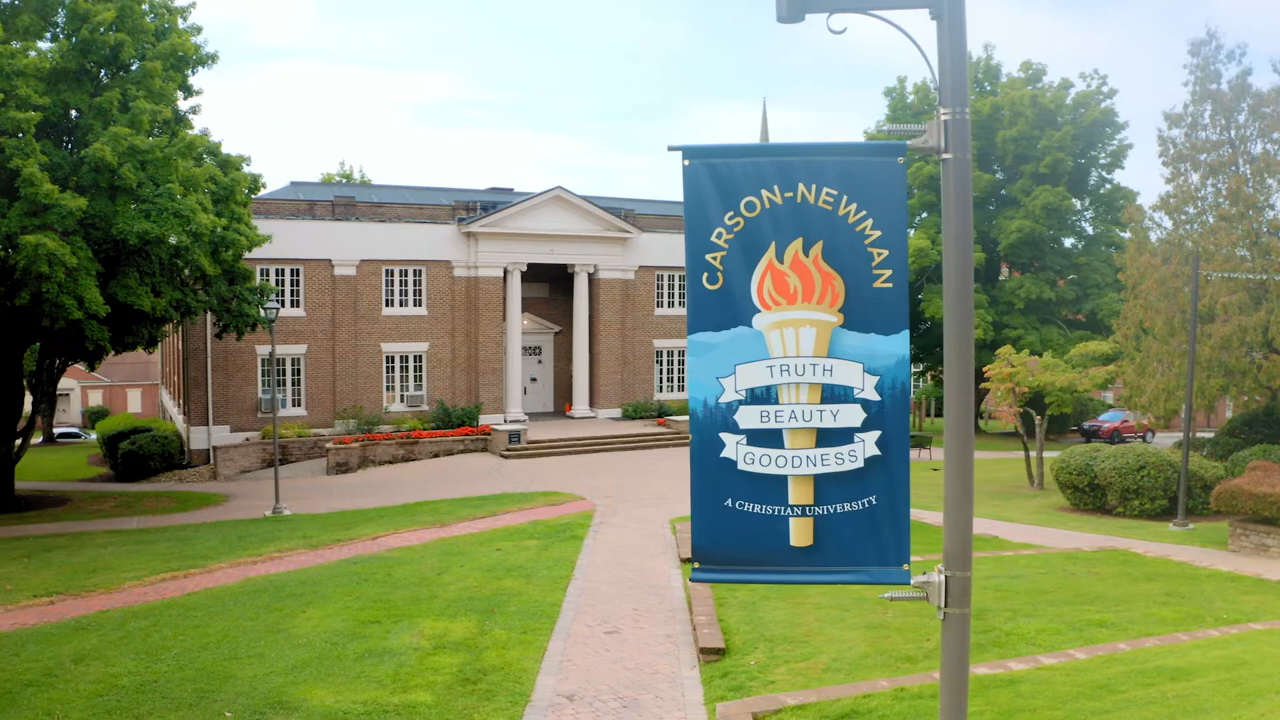 CARSON-NEWMAN
TRUTH
BEAUTY
GOODNESS
A CHRISTIAN UNIVERSITY